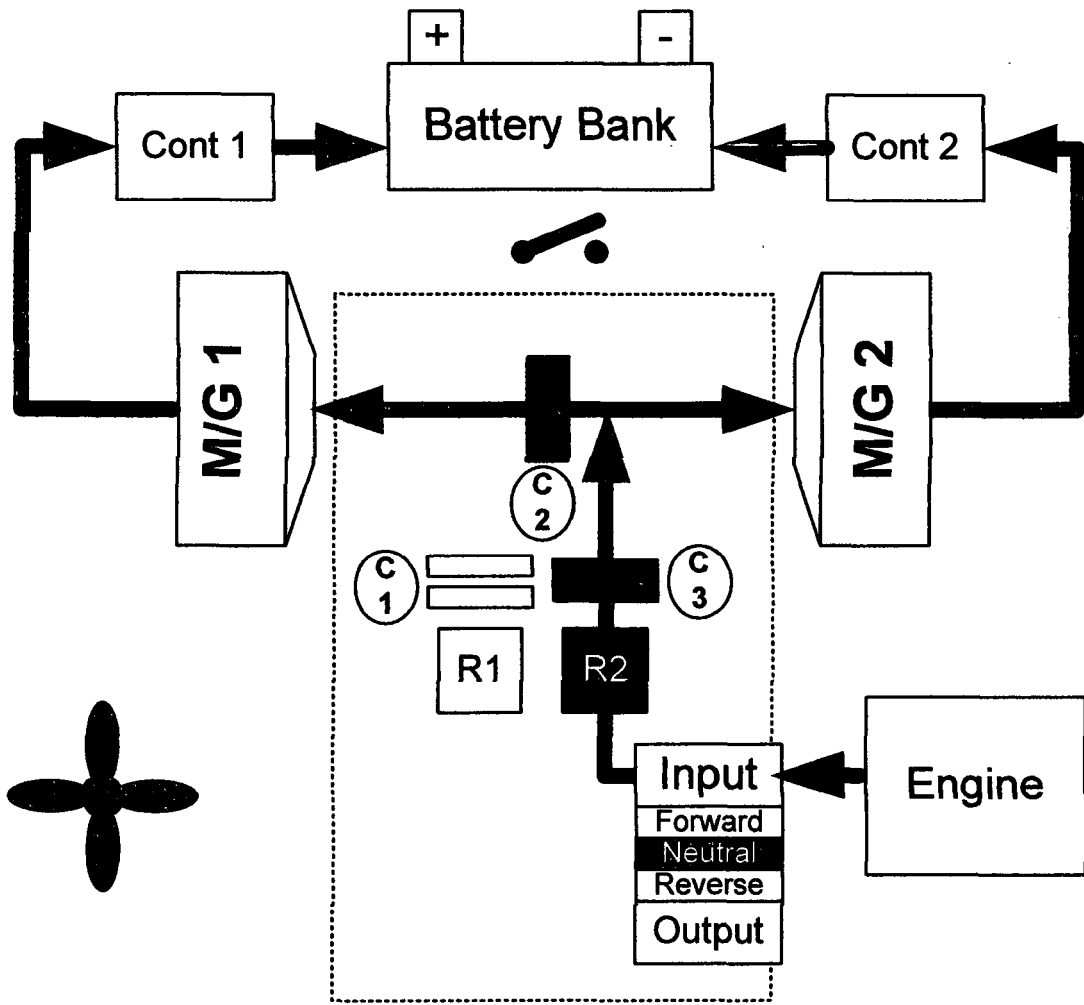 + -
Battery Bank
Cont 1
Cont 2
M/G 1
M/G 2
C
2
C
1
C
3
R1
R2
Input
Forward
Neutral
Reverse
Output
Engine